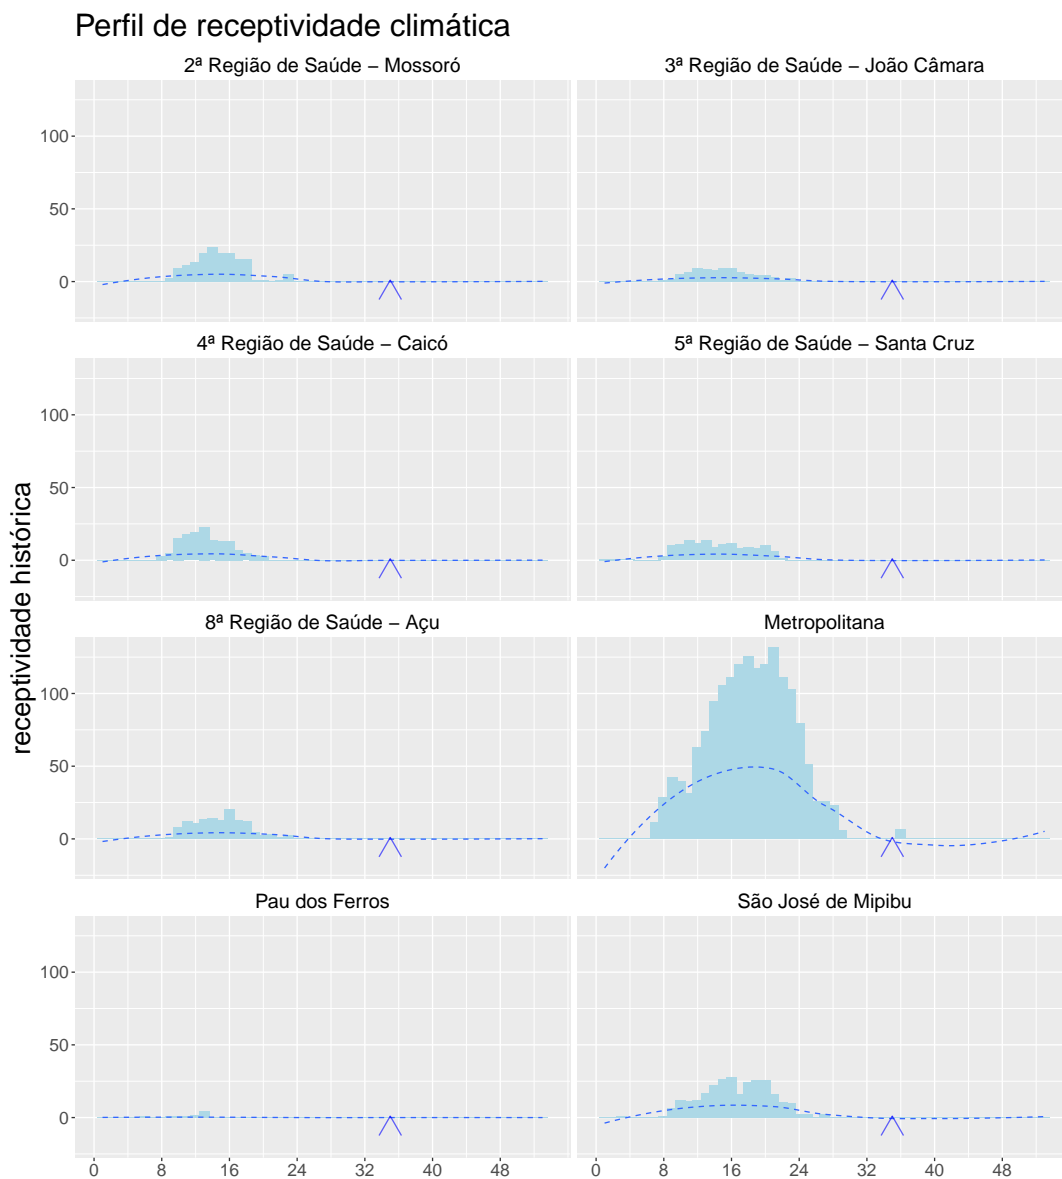 Perfil de receptividade climática
2ª Região de Saúde − Mossoró
3ª Região de Saúde − João Câmara
100
50
0
4ª Região de Saúde − Caicó
5ª Região de Saúde − Santa Cruz
100
50
0
receptividade histórica
8ª Região de Saúde − Açu
Metropolitana
100
50
0
Pau dos Ferros
São José de Mipibu
100
50
0
0 8 16 24 32 40 48
0 8 16 24 32 40 48